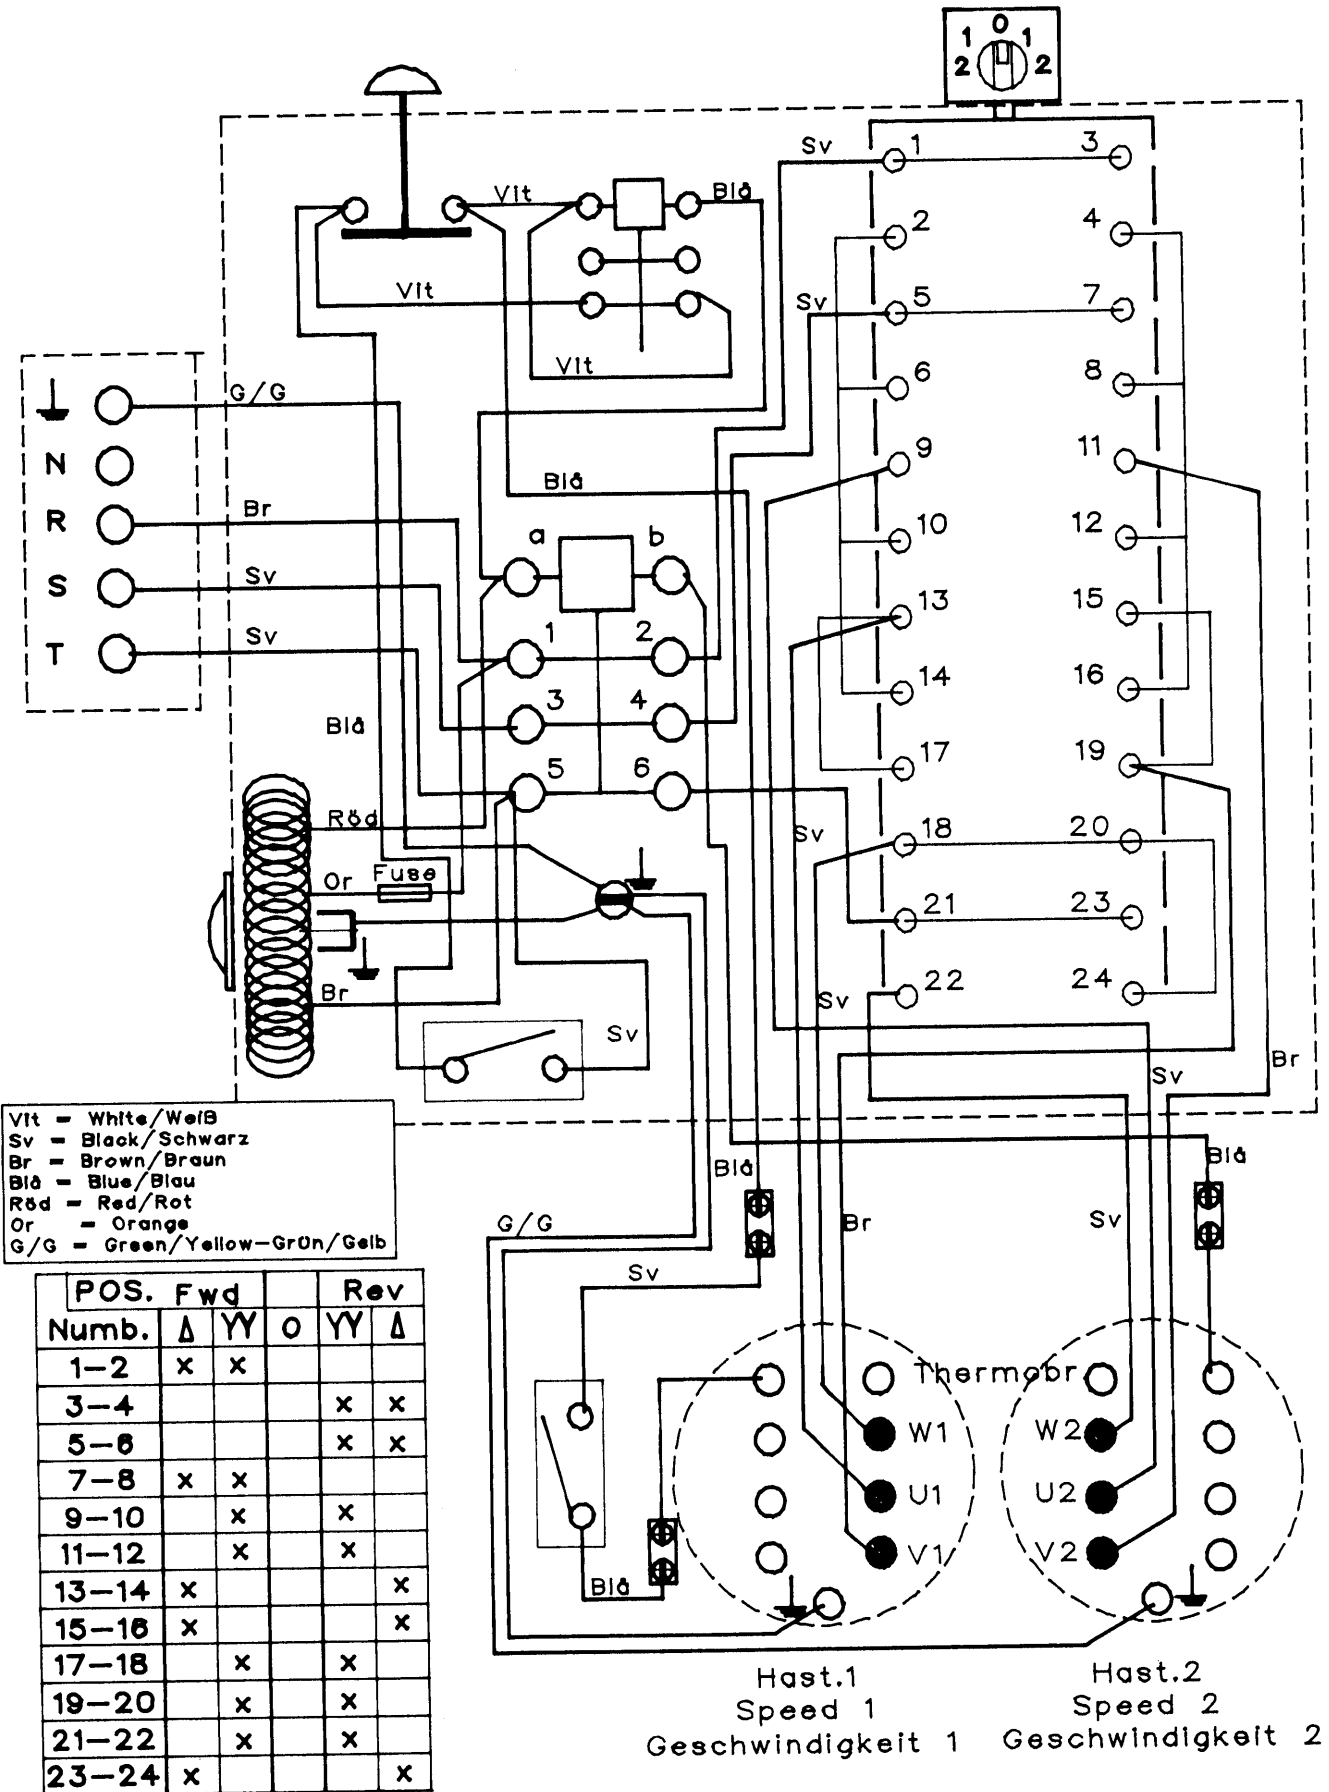 0
1 1
2 2
Sv 1 3
Vit Blå
2 4
Vit Sv 5 7
Vit
6 8
G/G
9 11
N
Blå
R Br
10 12
a b
S Sv
13 15
T Sv
1 2
14 16
3 4
Blå
17 19
5 6
Röd
Sv 18 20
Or Fuse
21 23
Br
Sv 22 24
Sv
Sv Br
Vit = White/Weiß
Sv = Black/Schwarz
Br = Brown/Braun
Blå = Blue/Blau
Röd = Red/Rot
Or = Orange
G/G = Green/Yellow-Grün/Gelb
Blå Blå
G/G Br Sv
Sv
POS. Fwd Rev
Numb. Δ YY O YY Δ
1-2 x x
3-4 x x
5-6 x x
7-8 x x
9-10 x x
11-12 x x
13-14 x x
15-16 x x
17-18 x x
19-20 x x
21-22 x x
23-24 x x
Thermobr.
W1 W2
U1 U2
V1 V2
Blå
Hast.1
Speed 1
Geschwindigkeit 1
Hast.2
Speed 2
Geschwindigkeit 2